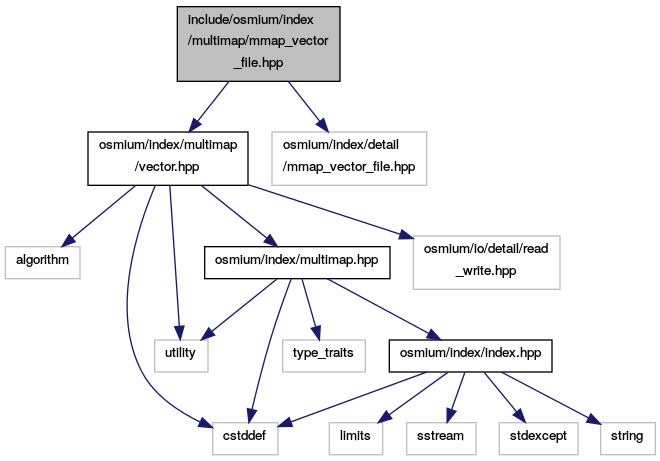 include/osmium/index
/multimap/mmap_vector
_file.hpp
osmium/index/multimap
/vector.hpp
osmium/index/detail
/mmap_vector_file.hpp
algorithm
osmium/index/multimap.hpp
osmium/io/detail/read
_write.hpp
utility
type_traits
osmium/index/index.hpp
cstddef
limits
sstream
stdexcept
string